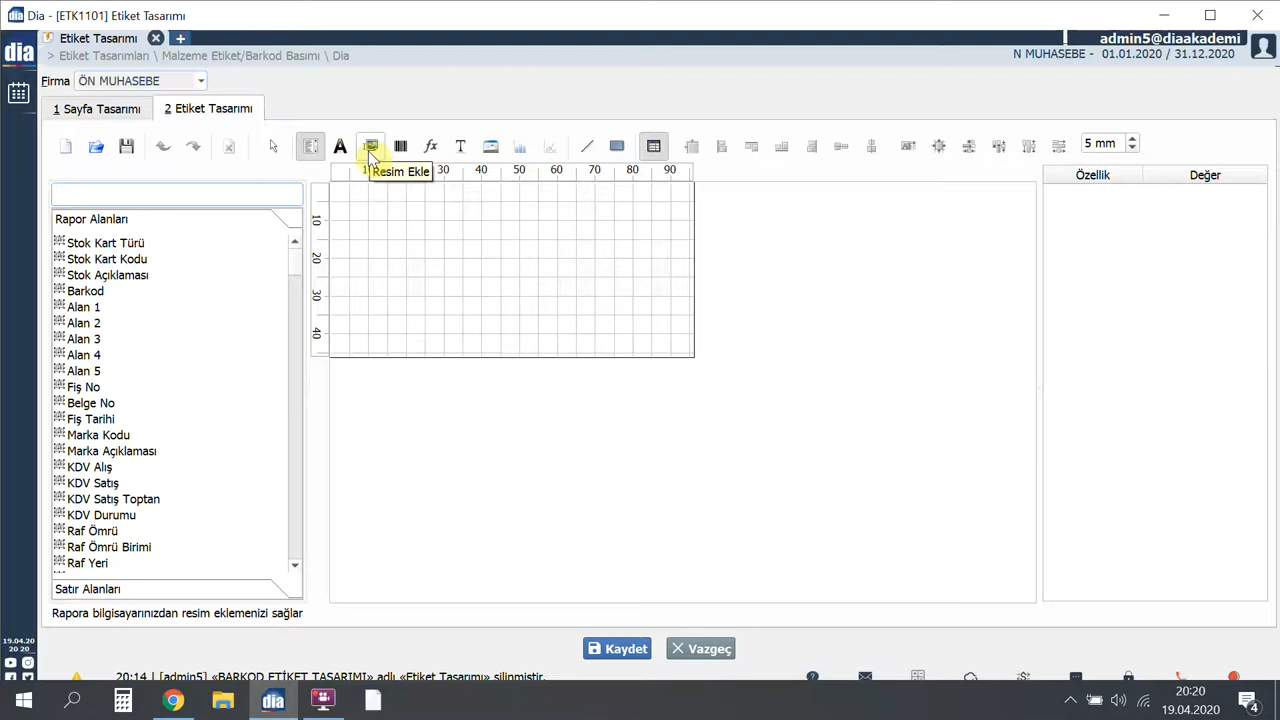 Dia - [ETK1101] Etiket Tasarımı
dia
Etiket Tasarımı
admin5@diaakademi
> Etiket Tasarımları \ Malzeme Etiket/Barkod Basımı \ Dia
N MUHASEBE - 01.01.2020 / 31.12.2020
Firma ÖN MUHASEBE
1 Sayfa Tasarımı
2 Etiket Tasarımı
5 mm
Resim Ekle
30 40 50 60 70 80 90
10
20
30
40
Özellik Değer
Rapor Alanları
Stok Kart Türü
Stok Kart Kodu
Stok Açıklaması
Barkod
Alan 1
Alan 2
Alan 3
Alan 4
Alan 5
Fiş No
Belge No
Fiş Tarihi
Marka Kodu
Marka Açıklaması
KDV Alış
KDV Satış
KDV Satış Toptan
KDV Durumu
Raf Ömrü
Raf Ömrü Birimi
Raf Yeri
Satır Alanları
Rapora bilgisayarınızdan resim eklemenizi sağlar
Kaydet
Vazgeç
19.04.20
20 20
20:14 | [admin5] «BARKOD ETİKET TASARIMI» adlı «Etiket Tasarımı» silinmiştir.
dia
20:20
19.04.2020
4